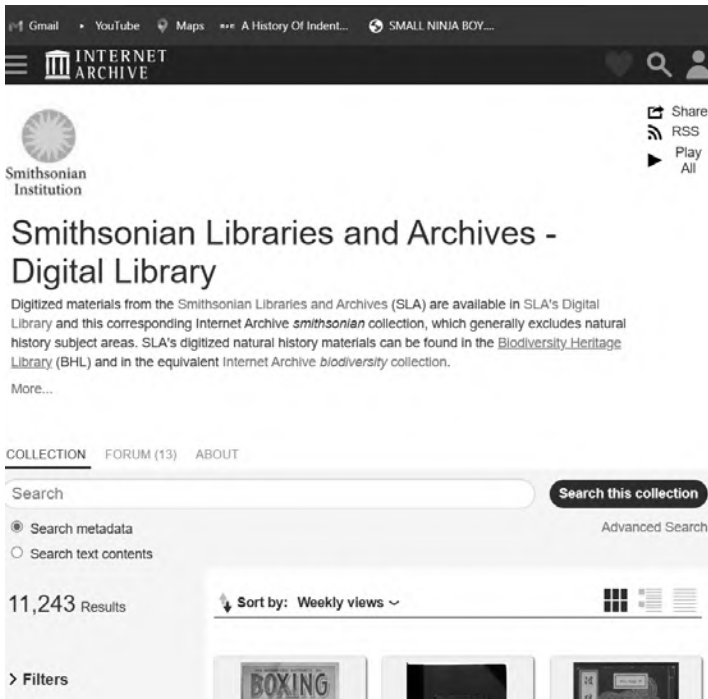 Gmail YouTube Maps A History Of Indent... SMALL NINJA BOY....
INTERNET
ARCHIVE
Share
RSS
Play
All
Smithsonian
Institution
Smithsonian Libraries and Archives -
Digital Library
Digitized materials from the Smithsonian Libraries and Archives (SLA) are available in SLA's Digital
Library and this corresponding Internet Archive smithsonian collection, which generally excludes natural
history subject areas. SLA's digitized natural history materials can be found in the Biodiversity Heritage
Library (BHL) and in the equivalent Internet Archive biodiversity collection.
More...
COLLECTION FORUM (13) ABOUT
Search Search this collection
Search metadata Advanced Search
Search text contents
11,243 Results Sort by: Weekly views
> Filters
BOXING